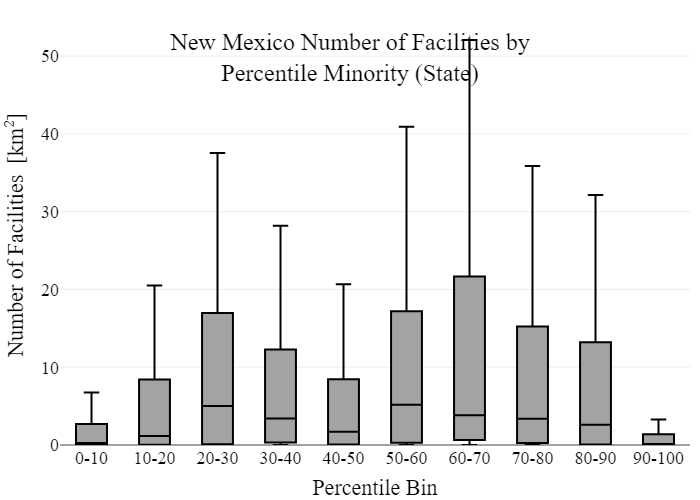 New Mexico Number of Facilities by
Percentile Minority (State)
Number of Facilities [km²]
50
40
30
20
10
0
0-10 10-20 20-30 30-40 40-50 50-60 60-70 70-80 80-90 90-100
Percentile Bin